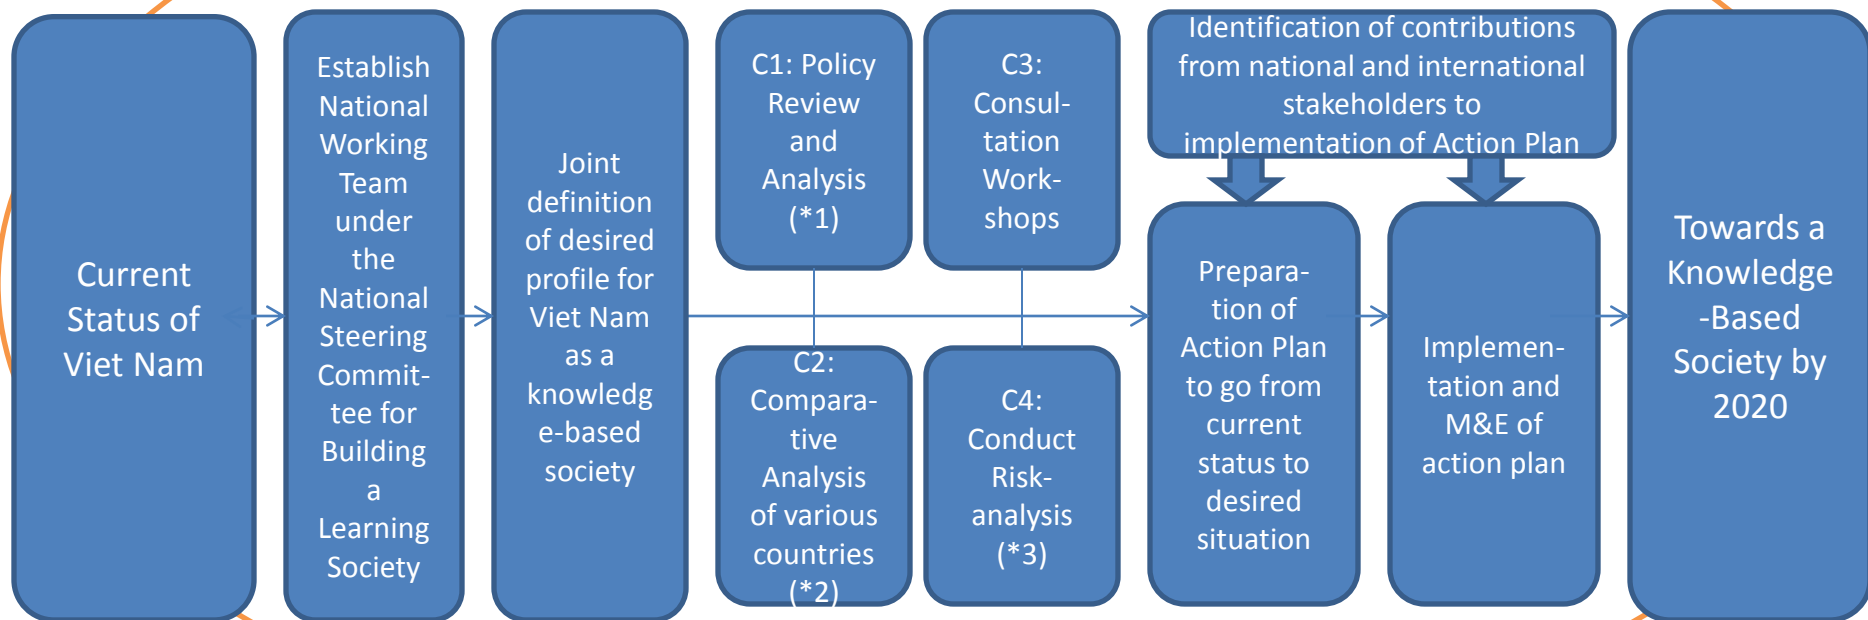 Current
Status of
Viet Nam
Establish
National
Working
Team
under
the
National
Steering
Commit-
tee for
Building
a
Learning
Society
Joint
definition
of desired
profile for
Viet Nam
as a
knowledg
e-based
society
C1: Policy
Review
and
Analysis
(*1)
C2:
Compara-
tive
Analysis
of various
countries
(*2)
C3:
Consul-
tation
Work-
shops
C4:
Conduct
Risk-
analysis
(*3)
Identification of contributions
from national and international
stakeholders to
implementation of Action Plan
Prepara-
tion of
Action Plan
to go from
current
status to
desired
situation
Implemen-
tation and
M&E of
action plan
Towards a
Knowledge
-Based
Society by
2020